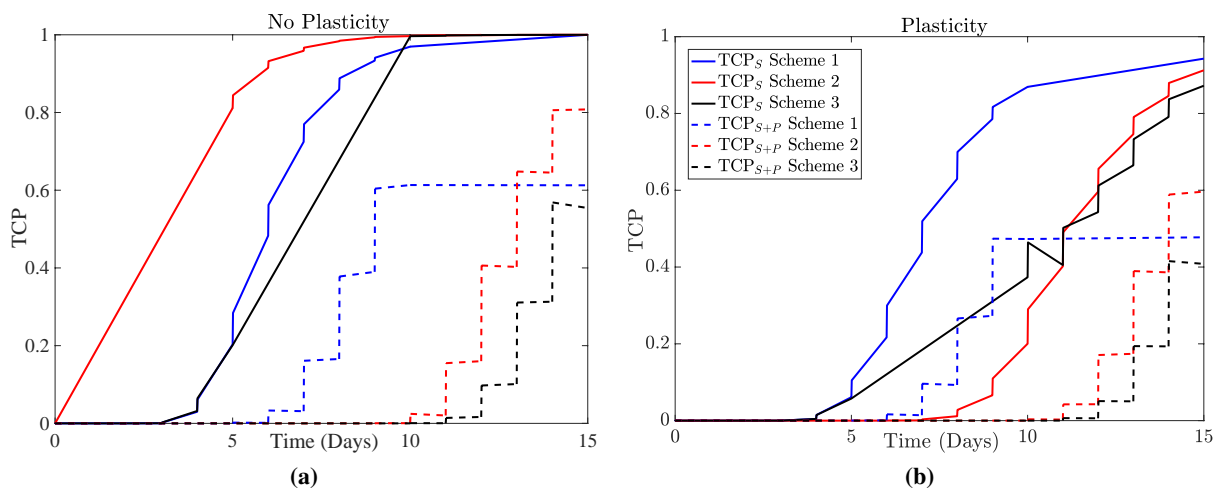 No Plasticity
1
0.8
0.6
0.4
0.2
0
TCP
0 5 10 15
Time (Days)
(a)
Plasticity
1
0.8
0.6
0.4
0.2
0
TCP
TCP_S Scheme 1
TCP_S Scheme 2
TCP_S Scheme 3
TCP_{S+P} Scheme 1
TCP_{S+P} Scheme 2
TCP_{S+P} Scheme 3
0 5 10 15
Time (Days)
(b)